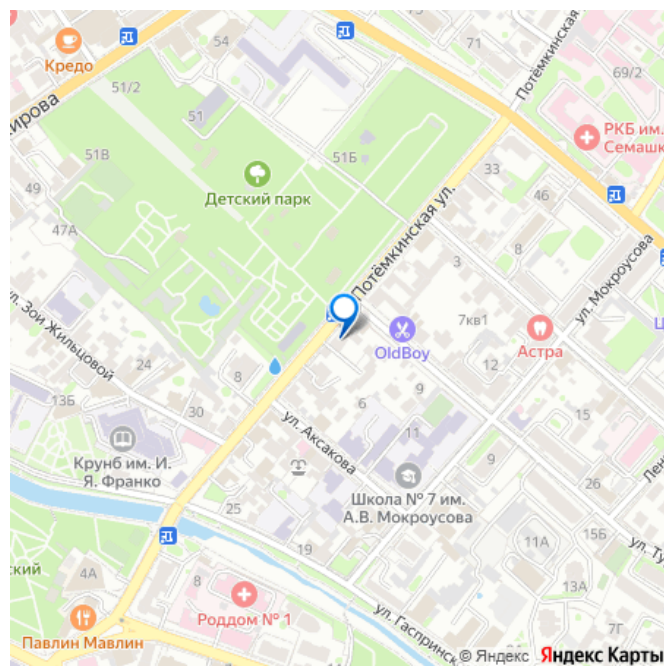 54
71
Кредо
Потёмкинская
69/2
51/2
51
РКБ им.
Семашк
ирова
51В
51Б
33
Детский парк
46
49
Потёмкинская ул.
47А
8
3
ул. Мокроусова
7кв1
OldBoy
Ц
Астра
ул. Зои Жильцовой
24
8
12
13Б
30
6
9
ул. Аксакова
15
11
Крунб им. И.
Я. Франко
Лен
Школа № 7 им.
А.В. Мокроусова
26
25
19
11А
15Б
ул. Ту
ский
4А
8
13А
Роддом № 1
ул. Гаспринск
7Г
Павлин Мавлин
© Яндекс Яндекс Карты